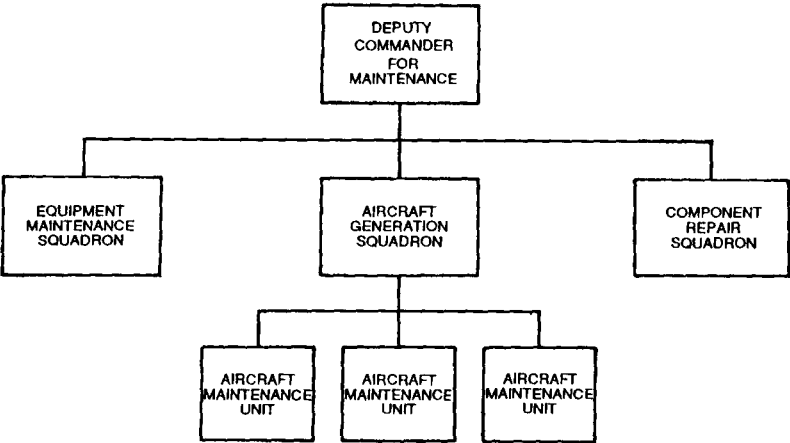 DEPUTY
COMMANDER
FOR
MAINTENANCE
EQUIPMENT
MAINTENANCE
SQUADRON
AIRCRAFT
GENERATION
SQUADRON
COMPONENT
REPAIR
SQUADRON
AIRCRAFT
MAINTENANCE
UNIT
AIRCRAFT
MAINTENANCE
UNIT
AIRCRAFT
MAINTENANCE
UNIT